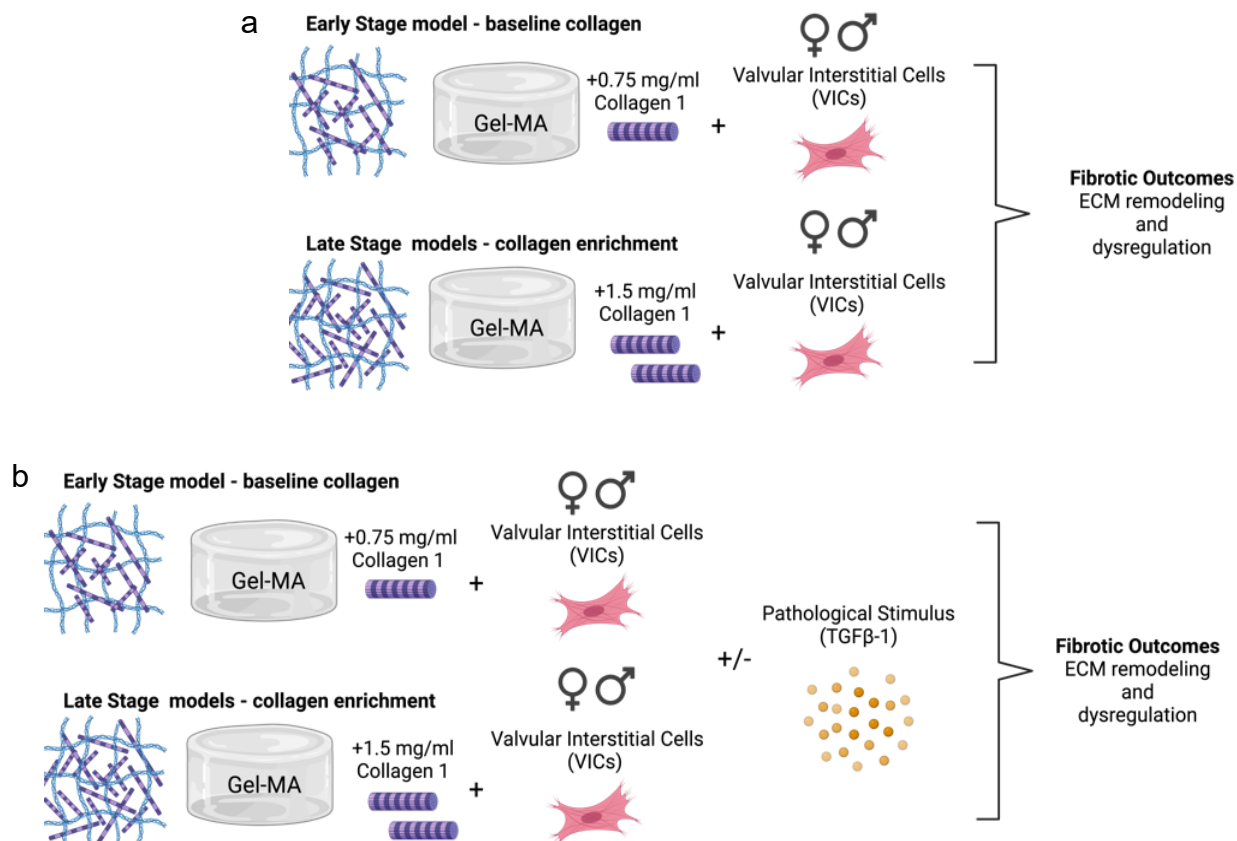 a
Early Stage model - baseline collagen
Gel-MA
+0.75 mg/ml
Collagen 1
+
Valvular Interstitial Cells
(VICs)
Late Stage models - collagen enrichment
Gel-MA
+1.5 mg/ml
Collagen 1
+
Valvular Interstitial Cells
(VICs)
Fibrotic Outcomes
ECM remodeling
and
dysregulation
b
Early Stage model - baseline collagen
Gel-MA
+0.75 mg/ml
Collagen 1
+
Valvular Interstitial Cells
(VICs)
Late Stage models - collagen enrichment
Gel-MA
+1.5 mg/ml
Collagen 1
+
Valvular Interstitial Cells
(VICs)
+/-
Pathological Stimulus
(TGFβ-1)
Fibrotic Outcomes
ECM remodeling
and
dysregulation